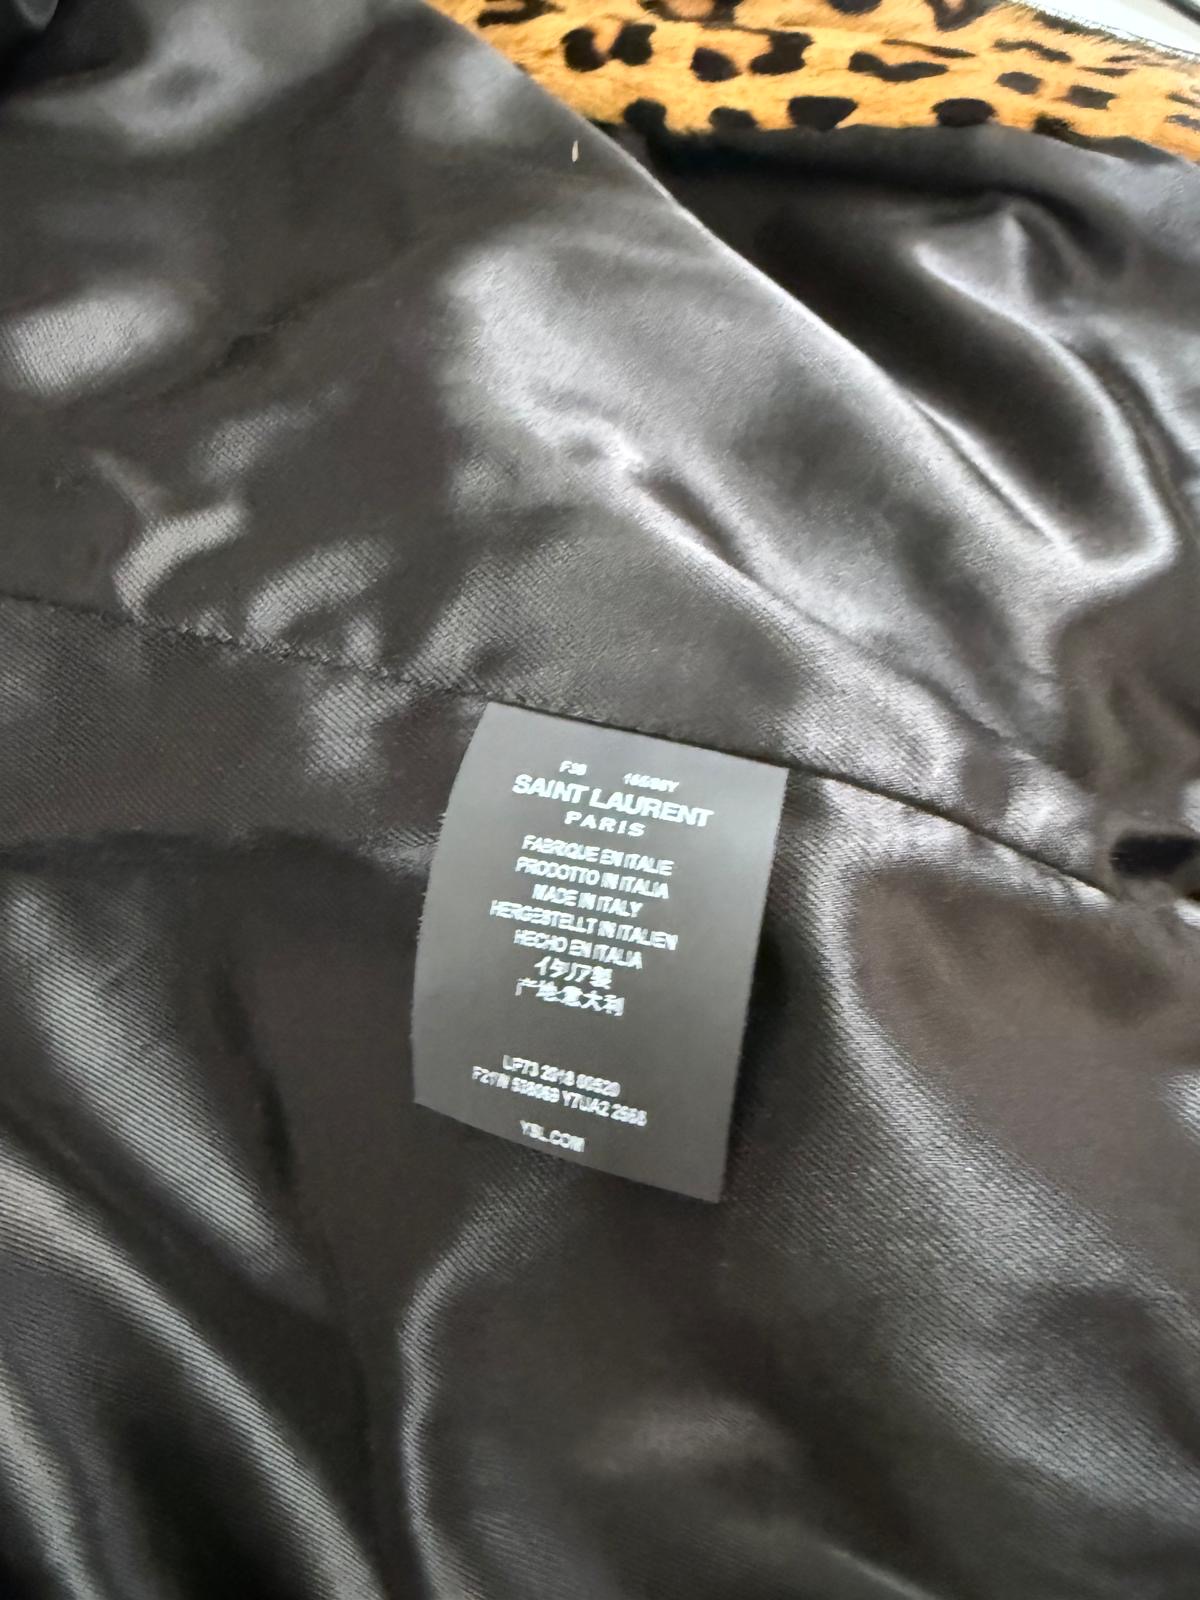 SAINT LAURENT
PARIS
FABRIQUE EN ITALIE
PRODOTTO IN ITALIA
MADE IN ITALY
HERGESTELLT IN ITALIEN
HECHO EN ITALIA
イタリア製
产地:意大利
YSL.COM